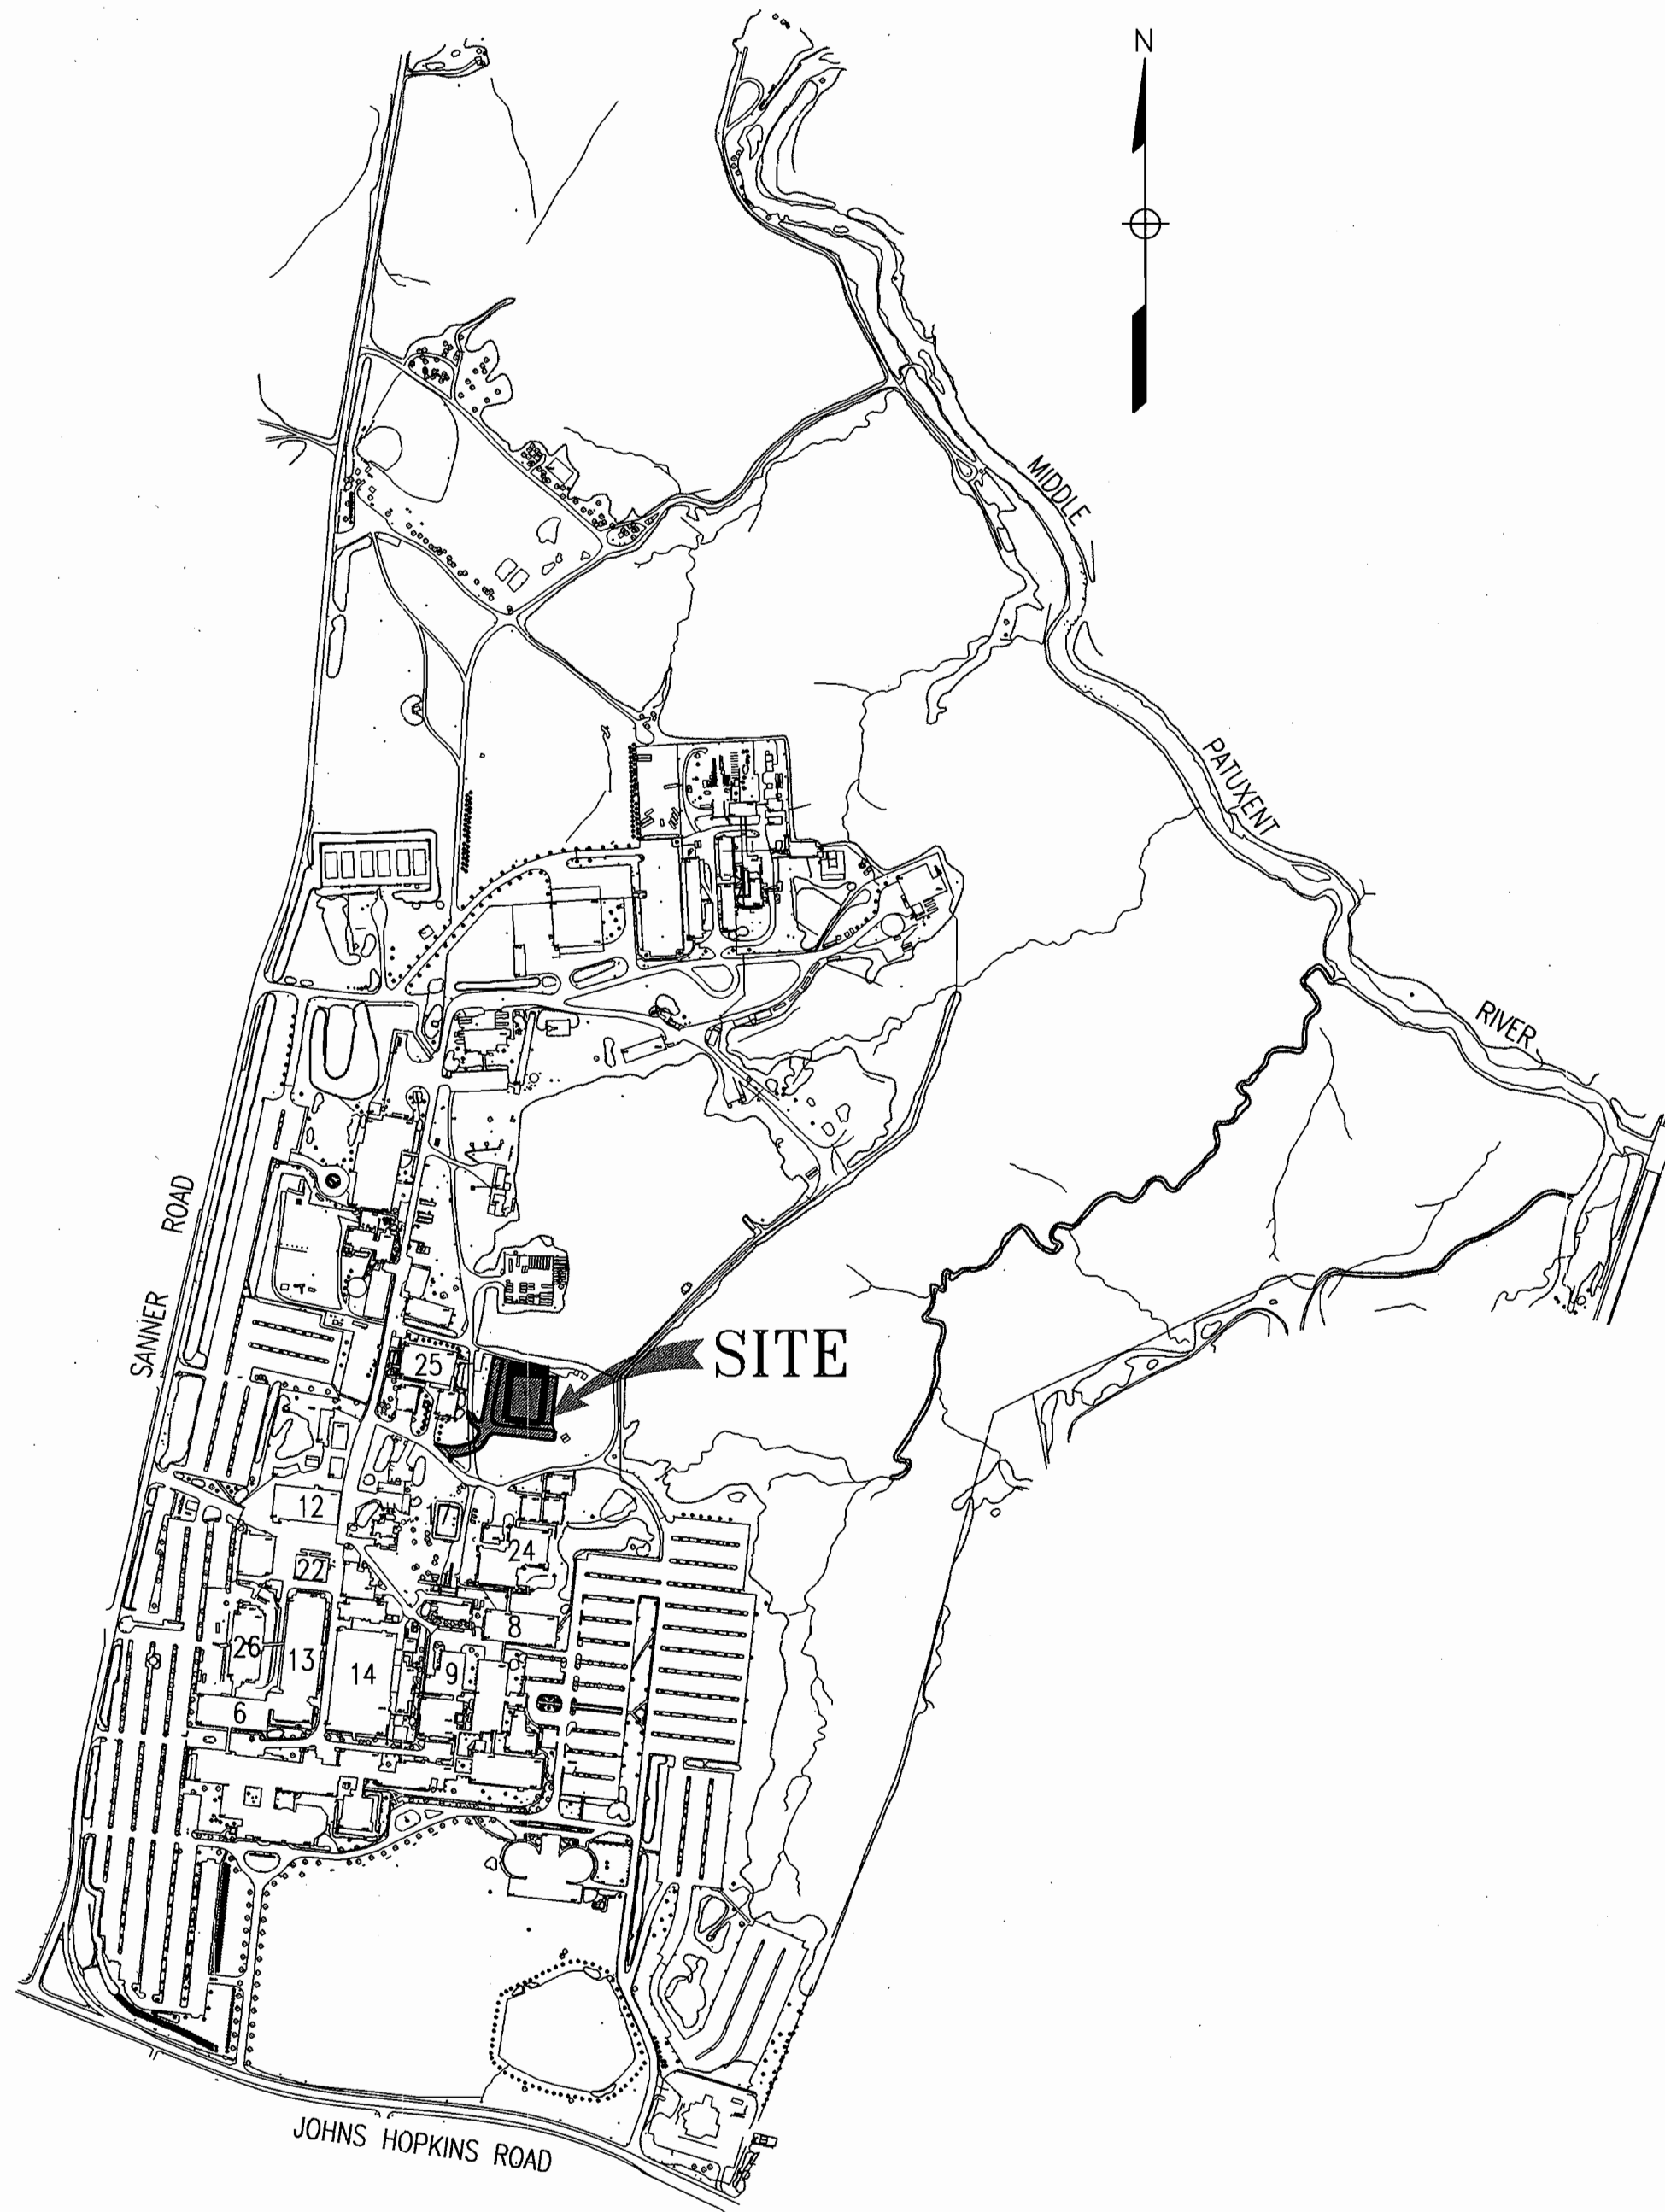 N
MIDDLE
PATUXENT
RIVER
SANNER ROAD
SITE
25
12
17
24
22
8
26
13
14
9
6
JOHNS HOPKINS ROAD